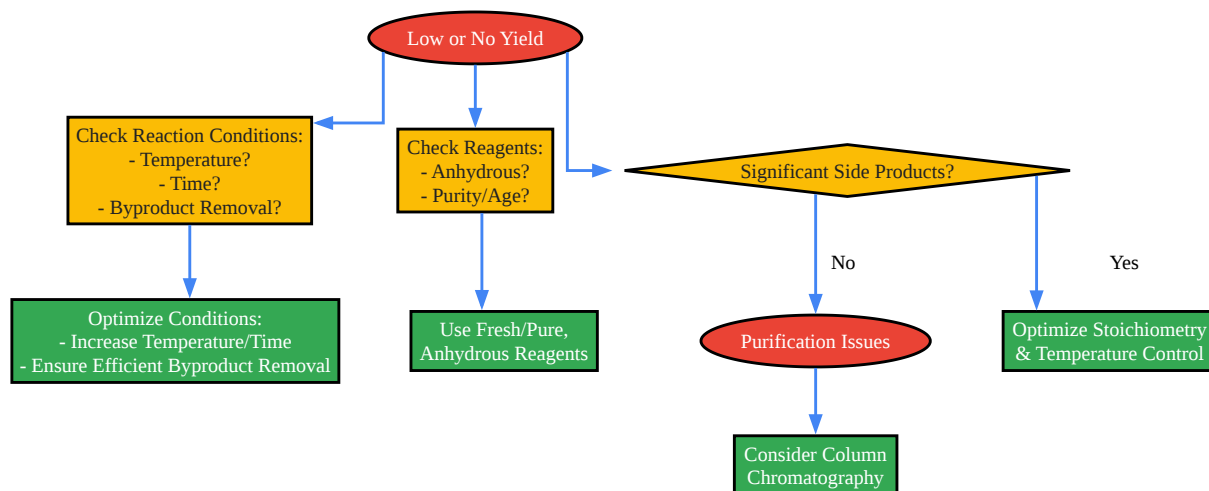 Low or No Yield
Check Reaction Conditions:
- Temperature?
- Time?
- Byproduct Removal?
Check Reagents:
- Anhydrous?
- Purity/Age?
Significant Side Products?
No
Yes
Optimize Conditions:
- Increase Temperature/Time
- Ensure Efficient Byproduct Removal
Use Fresh/Pure,
Anhydrous Reagents
Purification Issues
Optimize Stoichiometry
& Temperature Control
Consider Column
Chromatography